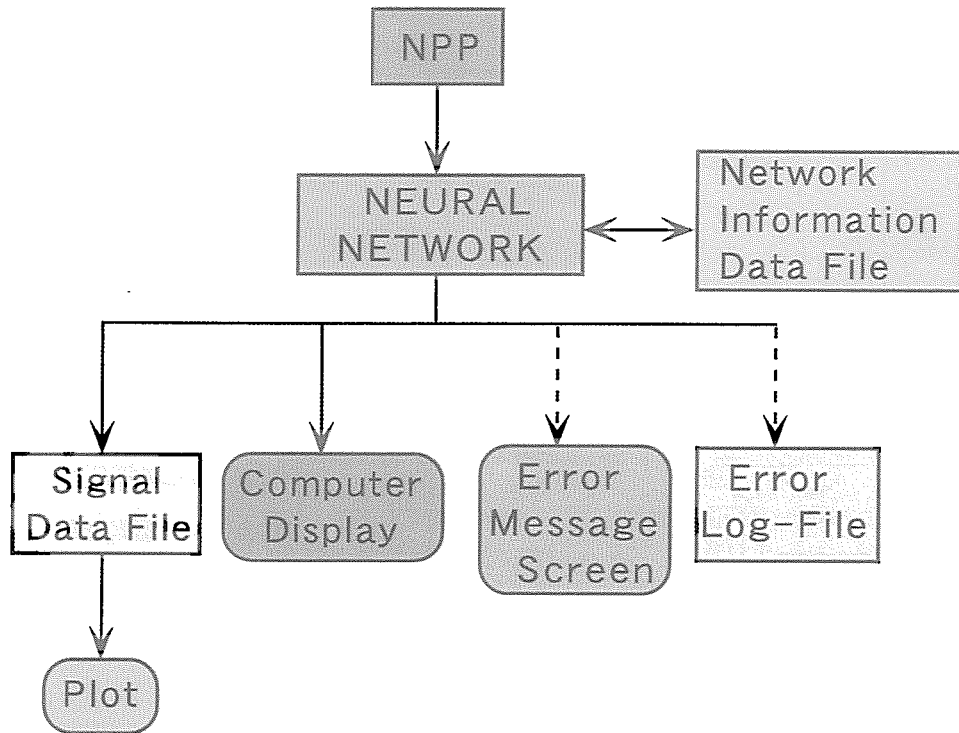 NPP
NEURAL
NETWORK
Network
Information
Data File
Signal
Data File
Computer
Display
Error
Message
Screen
Error
Log-File
Plot